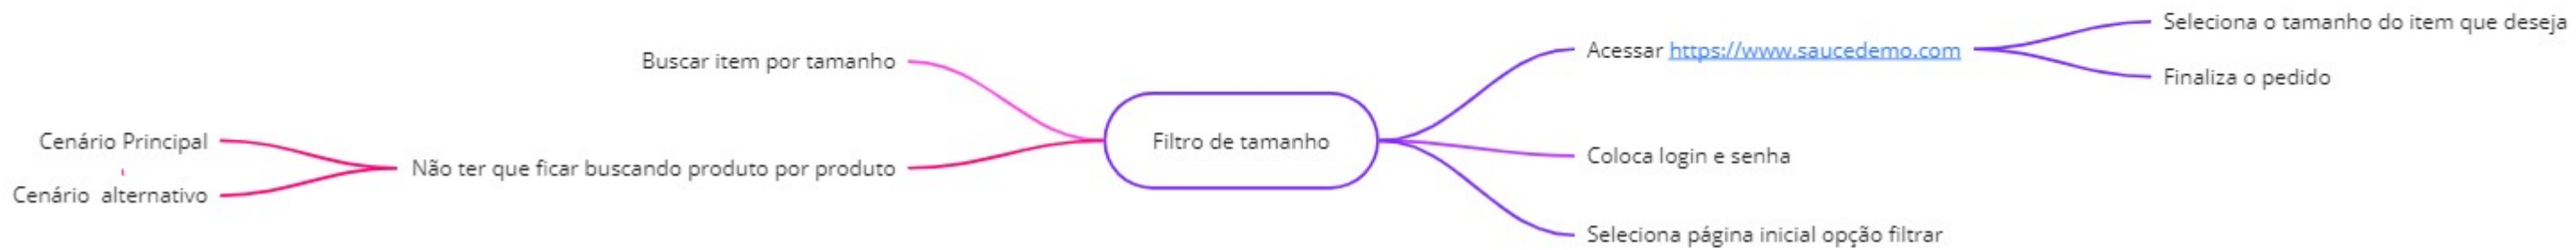 Seleciona o tamanho do item que deseja
Acessar https://www.saucedemo.com
Buscar item por tamanho
Finaliza o pedido
Cenário Principal
Filtro de tamanho
Coloca login e senha
Não ter que ficar buscando produto por produto
Cenário  alternativo
Seleciona página inicial opção filtrar